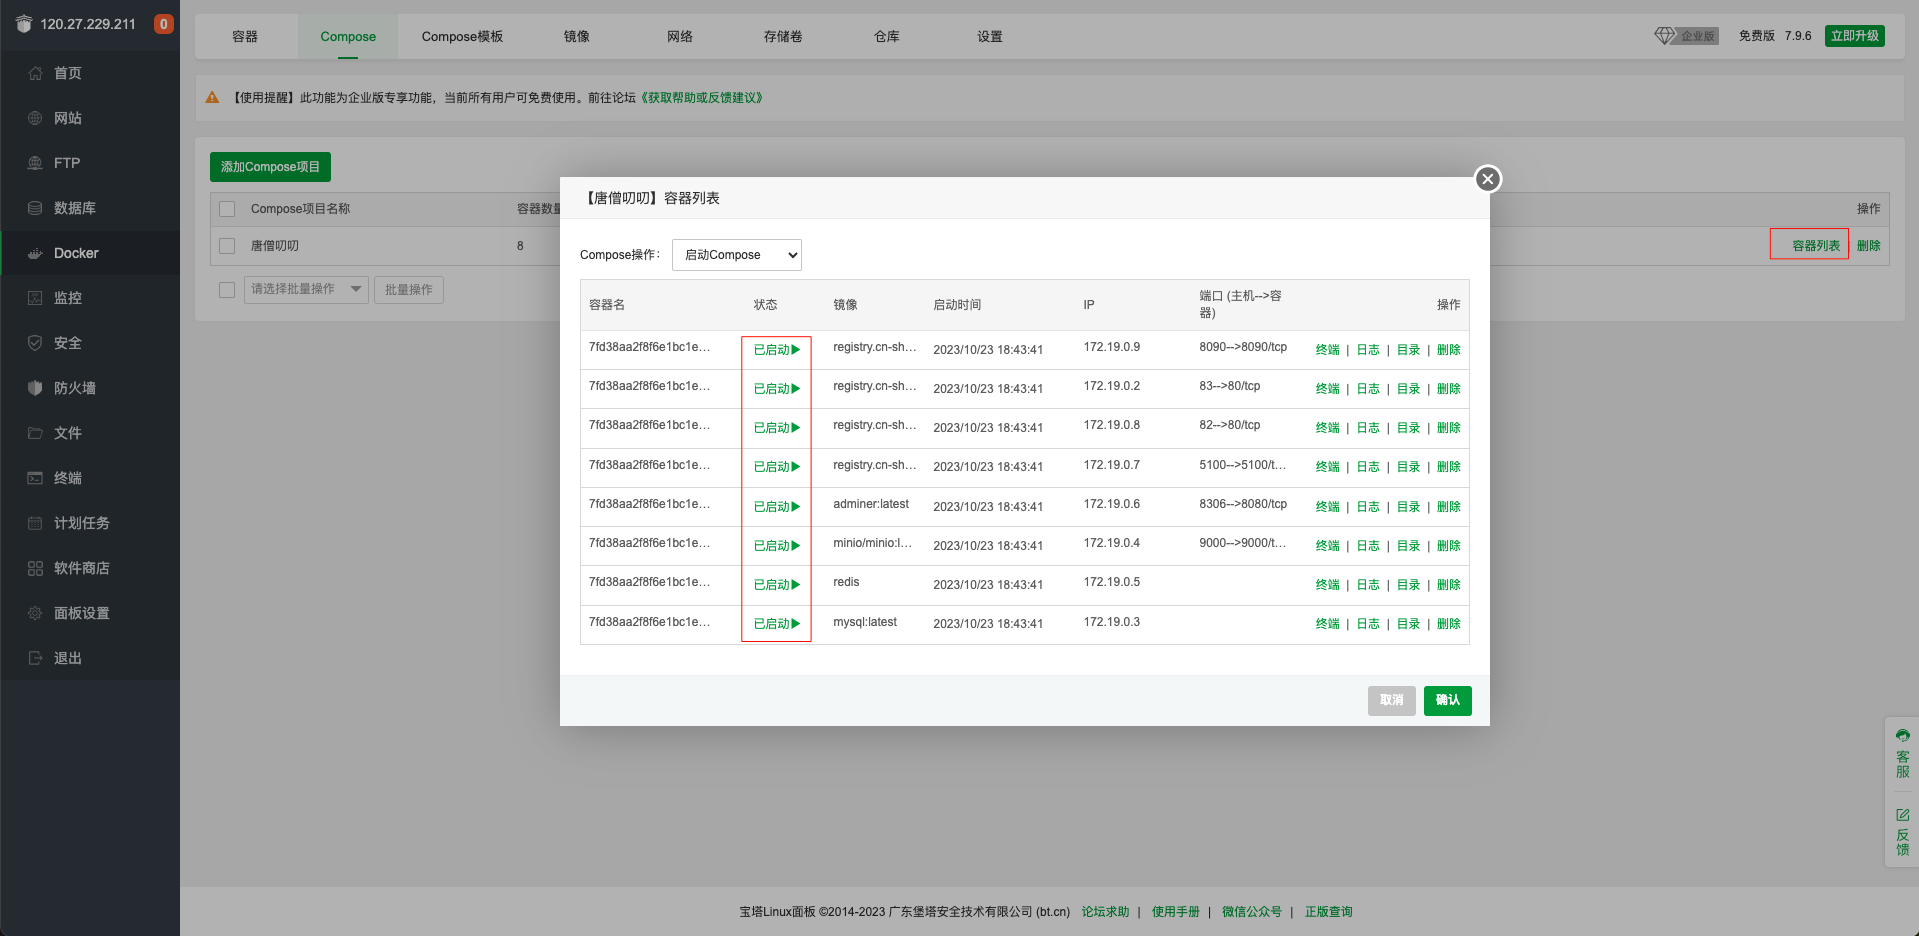 120.27.229.211 0
首页
网站
FTP
数据库
Docker
监控
安全
防火墙
文件
终端
计划任务
软件商店
面板设置
退出
容器 Compose Compose模板 镜像 网络 存储卷 仓库 设置 企业版 免费版 7.9.6 立即升级
【使用提醒】此功能为企业版专享功能，当前所有用户可免费使用。前往论坛《获取帮助或反馈建议》
添加Compose项目
Compose项目名称 容器数量 操作
唐僧叨叨 8 容器列表 删除
请选择批量操作 批量操作
【唐僧叨叨】容器列表
Compose操作： 启动Compose
容器名 状态 镜像 启动时间 IP 端口 (主机-->容
器) 操作
7fd38aa2f8f6e1bc1e… 已启动 registry.cn-sh… 2023/10/23 18:43:41 172.19.0.9 8090-->8090/tcp 终端 | 日志 | 目录 | 删除
7fd38aa2f8f6e1bc1e… 已启动 registry.cn-sh… 2023/10/23 18:43:41 172.19.0.2 83-->80/tcp 终端 | 日志 | 目录 | 删除
7fd38aa2f8f6e1bc1e… 已启动 registry.cn-sh… 2023/10/23 18:43:41 172.19.0.8 82-->80/tcp 终端 | 日志 | 目录 | 删除
7fd38aa2f8f6e1bc1e… 已启动 registry.cn-sh… 2023/10/23 18:43:41 172.19.0.7 5100-->5100/t… 终端 | 日志 | 目录 | 删除
7fd38aa2f8f6e1bc1e… 已启动 adminer:latest 2023/10/23 18:43:41 172.19.0.6 8306-->8080/tcp 终端 | 日志 | 目录 | 删除
7fd38aa2f8f6e1bc1e… 已启动 minio/minio:l… 2023/10/23 18:43:41 172.19.0.4 9000-->9000/t… 终端 | 日志 | 目录 | 删除
7fd38aa2f8f6e1bc1e… 已启动 redis 2023/10/23 18:43:41 172.19.0.5 终端 | 日志 | 目录 | 删除
7fd38aa2f8f6e1bc1e… 已启动 mysql:latest 2023/10/23 18:43:41 172.19.0.3 终端 | 日志 | 目录 | 删除
取消 确认
客服
反馈
宝塔Linux面板 ©2014-2023 广东堡塔安全技术有限公司 (bt.cn) 论坛求助 | 使用手册 | 微信公众号 | 正版查询